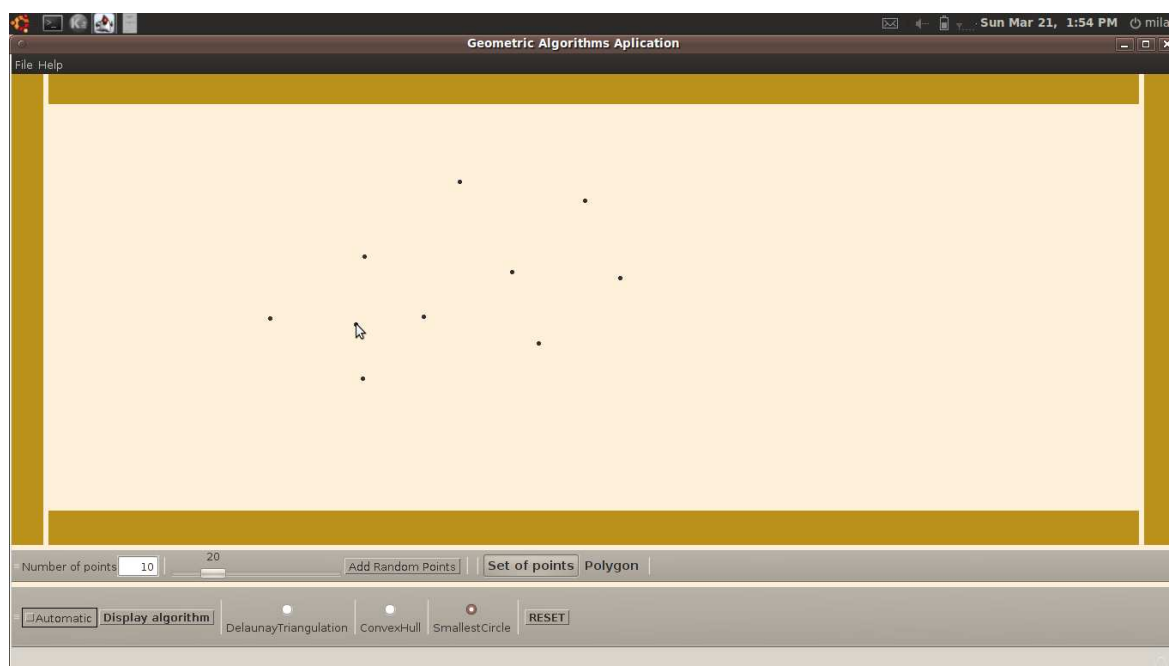 Sun Mar 21, 1:54 PM mila
Geometric Algorithms Aplication
File Help
20
Number of points 10 Add Random Points Set of points Polygon
Automatic Display algorithm DelaunayTriangulation ConvexHull SmallestCircle RESET